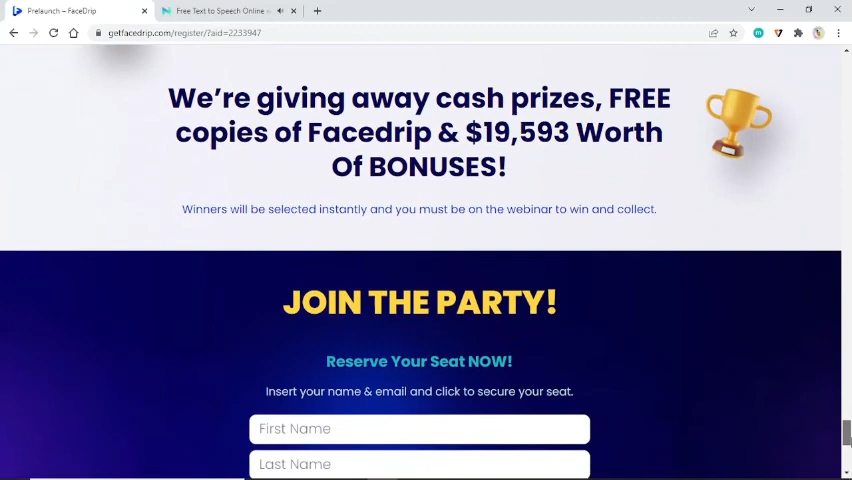 Prelaunch – FaceDrip
Free Text to Speech Online
getfacedrip.com/register/?aid=2233947
We're giving away cash prizes, FREE
copies of Facedrip & $19,593 Worth
Of BONUSES!
Winners will be selected instantly and you must be on the webinar to win and collect.
JOIN THE PARTY!
Reserve Your Seat NOW!
Insert your name & email and click to secure your seat.
First Name
Last Name